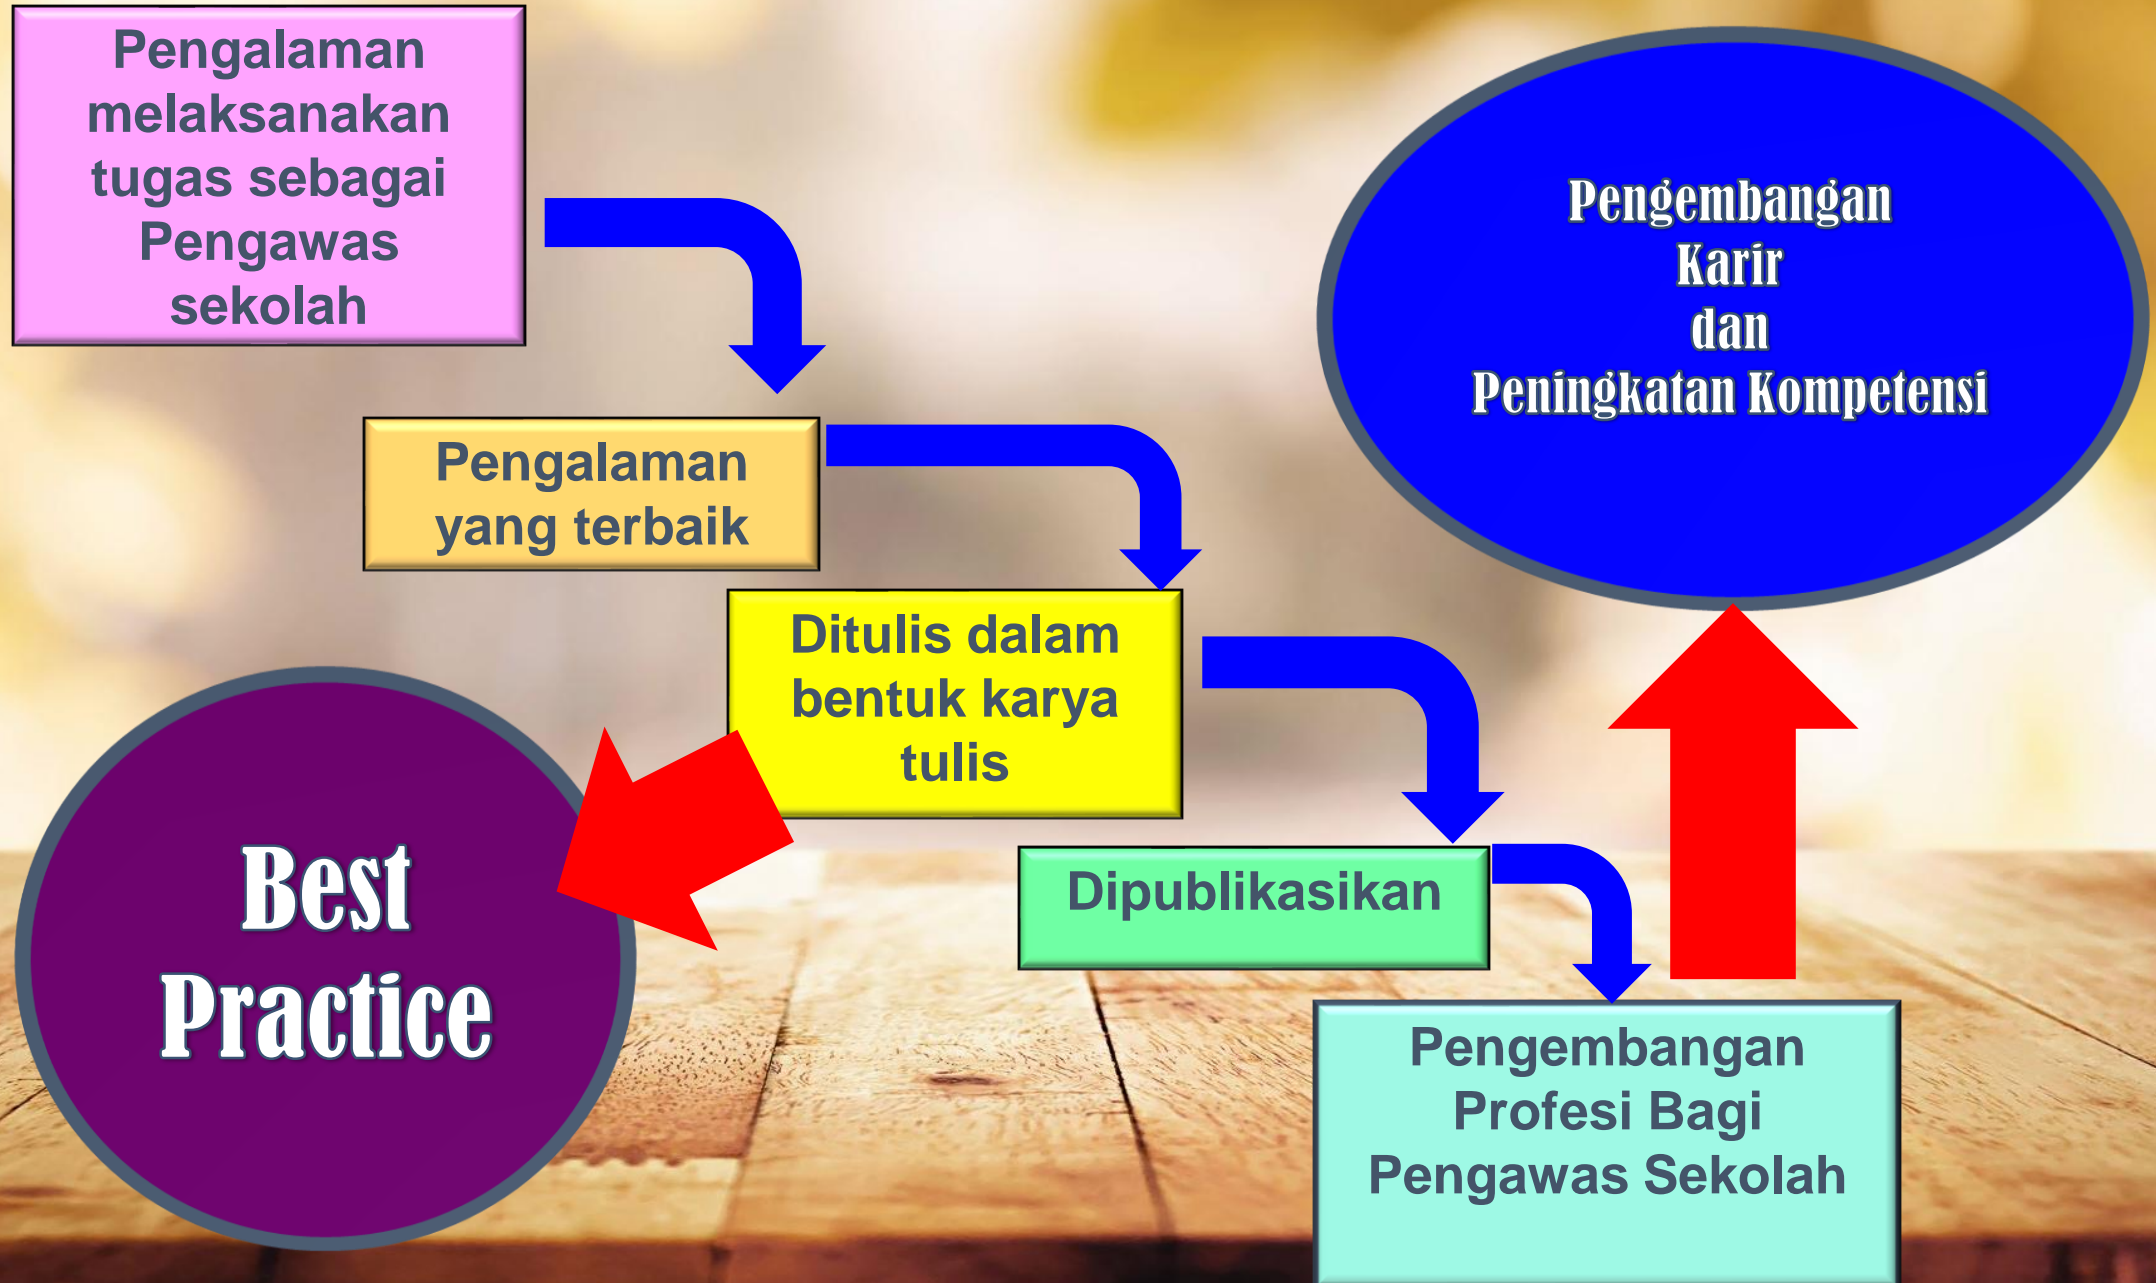 Pengalaman
melaksanakan
tugas sebagai
Pengawas
sekolah
Pengalaman
yang terbaik
Ditulis dalam
bentuk karya
tulis
Dipublikasikan
Pengembangan
Profesi Bagi
Pengawas Sekolah
Best
Practice
Pengembangan
Karir
dan
Peningkatan Kompetensi